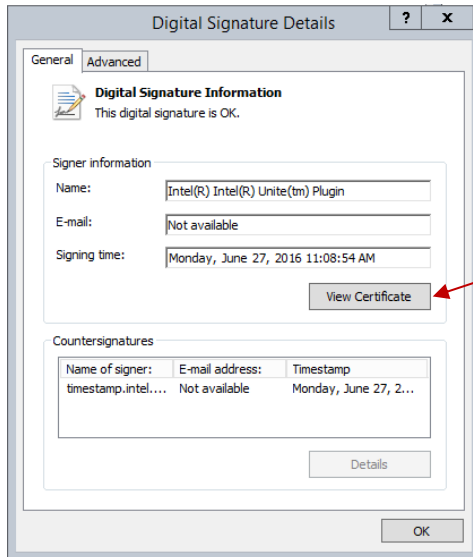 Digital Signature Details ? x
General Advanced
Digital Signature Information
This digital signature is OK.
Signer information
Name: Intel(R) Intel(R) Unite(tm) Plugin
E-mail: Not available
Signing time: Monday, June 27, 2016 11:08:54 AM
View Certificate
Countersignatures
Name of signer: E-mail address: Timestamp
timestamp.intel.... Not available Monday, June 27, 2...
Details
OK